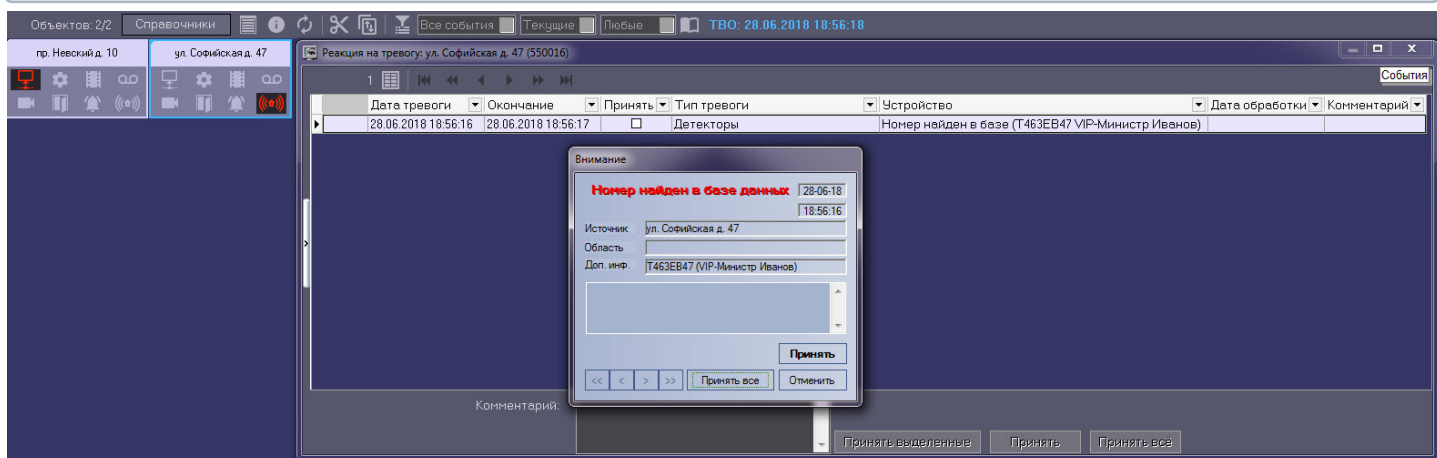 Объектов: 2/2 Справочники Все события Текущие Любые ТВО: 28.06.2018 18:56:18
пр. Невский д. 10 ул. Софийская д. 47
Реакция на тревогу: ул. Софийская д. 47 (550016)
1
События
Дата тревоги Окончание Принять Тип тревоги Устройство Дата обработки Комментарий
28.06.2018 18:56:16 28.06.2018 18:56:17 Детекторы Номер найден в базе (Т463ЕВ47 VIP-Министр Иванов)
Внимание
Номер найден в базе данных 28-06-18
18:56:16
Источник ул. Софийская д. 47
Область
Доп. инф. Т463ЕВ47 (VIP-Министр Иванов)
Принять
<< < > >> Принять все Отменить
Комментарий:
Принять выделенные Принять Принять всё